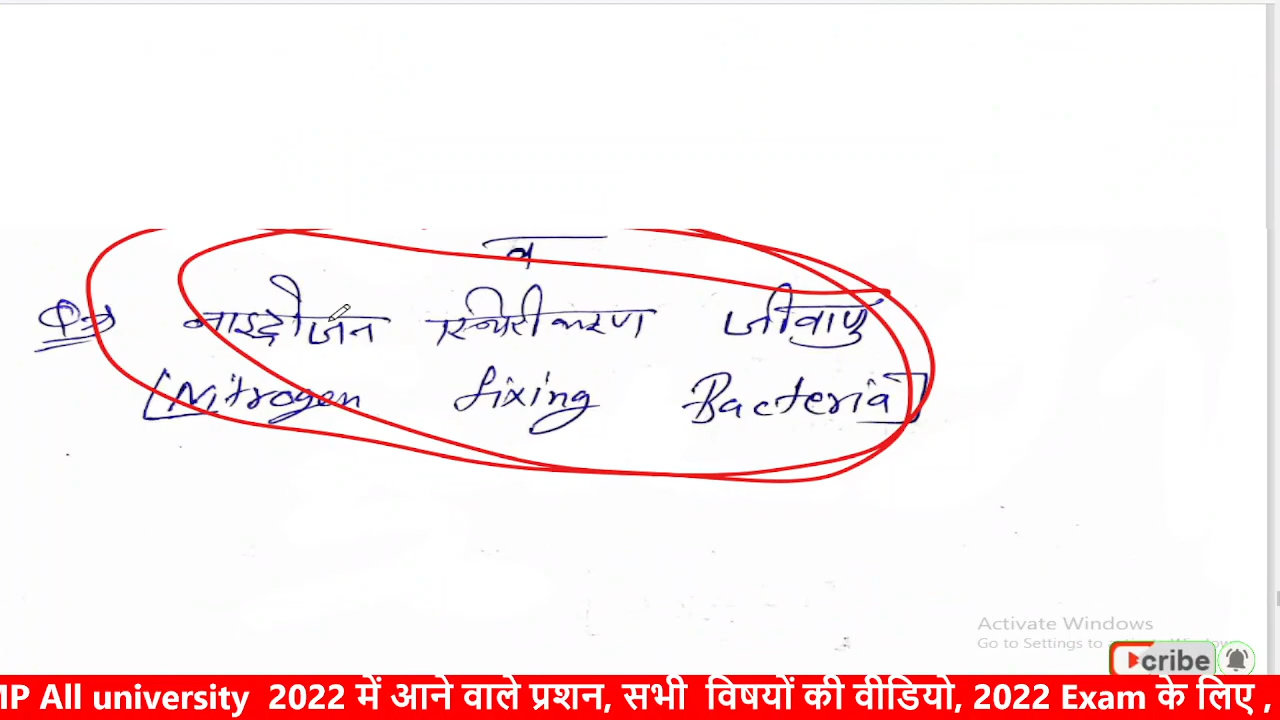 व
Q→ नाइट्रोजन स्थिरीकरण जीवाणु
[Nitrogen fixing Bacteria]
Activate Windows
Go to Settings to
cribe
MP All university 2022 में आने वाले प्रशन, सभी विषयों की वीडियो, 2022 Exam के लिए ,